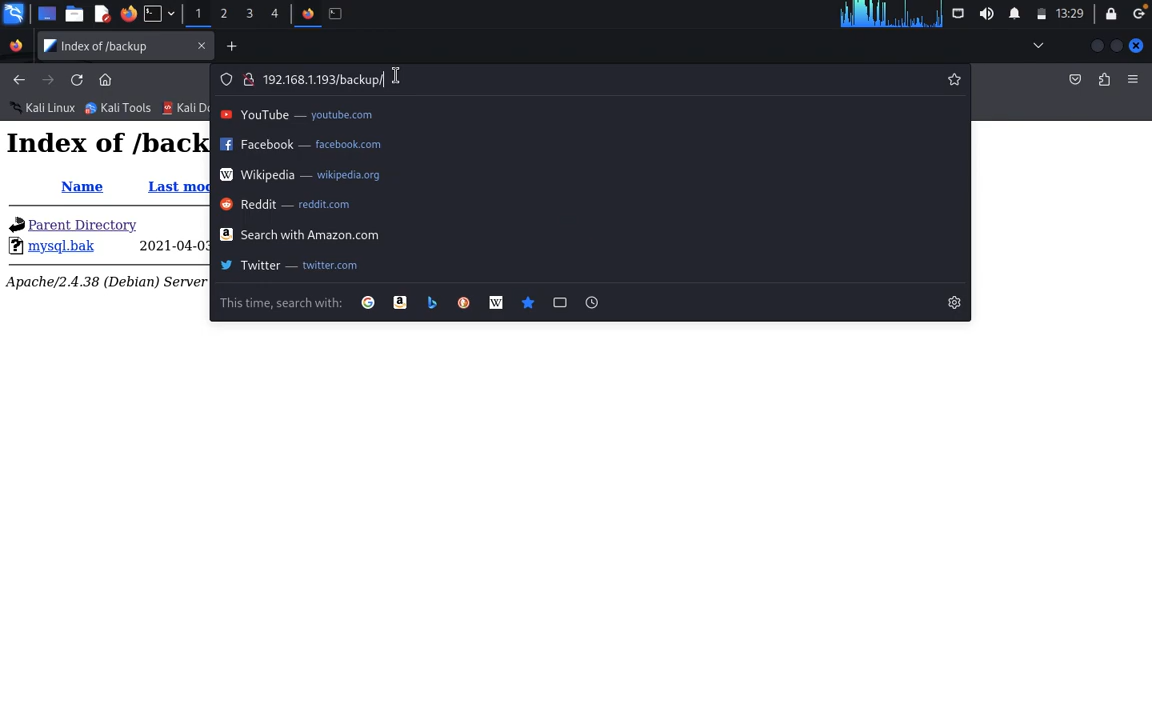 1 2 3 4 13:29
Index of /backup
192.168.1.193/backup/
Kali Linux Kali Tools Kali Do
YouTube — youtube.com
Facebook — facebook.com
Wikipedia — wikipedia.org
Reddit — reddit.com
Search with Amazon.com
Twitter — twitter.com
This time, search with:
Index of /back
Name Last mod
Parent Directory
mysql.bak 2021-04-03
Apache/2.4.38 (Debian) Server